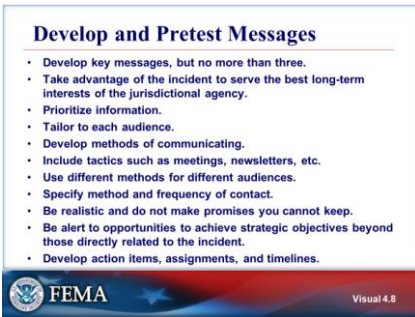 Develop and Pretest Messages
• Develop key messages, but no more than three.
• Take advantage of the incident to serve the best long-term
interests of the jurisdictional agency.
• Prioritize information.
• Tailor to each audience.
• Develop methods of communicating.
• Include tactics such as meetings, newsletters, etc.
• Use different methods for different audiences.
• Specify method and frequency of contact.
• Be realistic and do not make promises you cannot keep.
• Be alert to opportunities to achieve strategic objectives beyond
those directly related to the incident.
• Develop action items, assignments, and timelines.
FEMA
Visual 4.8